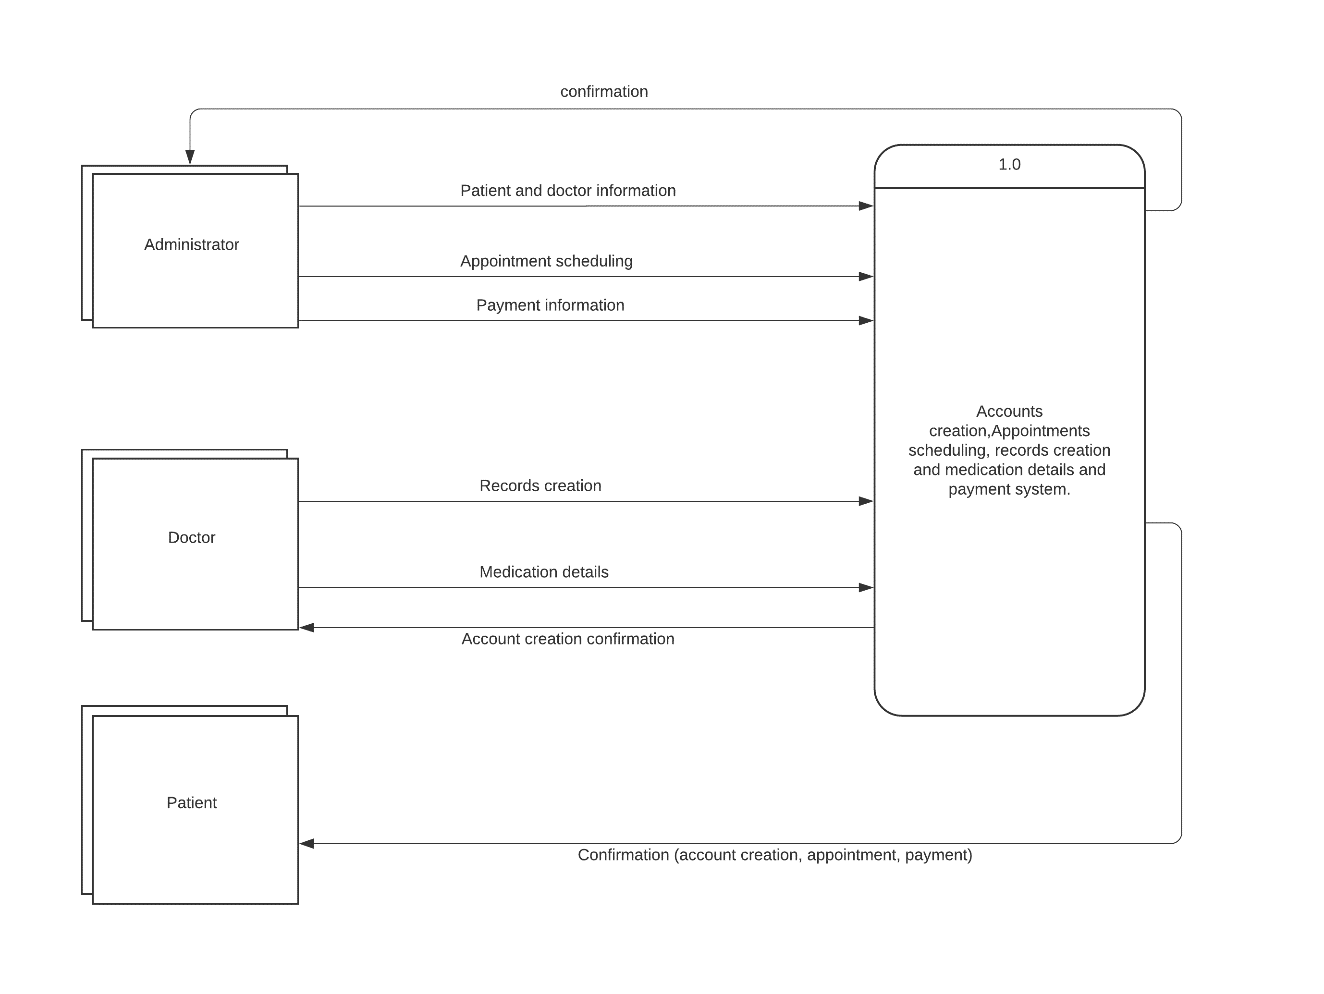 confirmation
1.0
Patient and doctor information
Administrator
Appointment scheduling
Payment information
Accounts
creation,Appointments
scheduling, records creation
and medication details and
payment system.
Records creation
Doctor
Medication details
Account creation confirmation
Patient
Confirmation (account creation, appointment, payment)